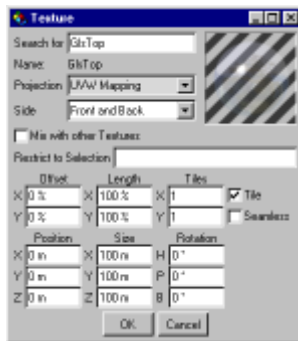 Texture
Search for GlsTop
Name: GlsTop
Projection UVW Mapping
Side Front and Back
Mix with other Textures
Restrict to Selection
Offset Length Tiles
X 0 % X 100 % X 1 Tile
Y 0 % Y 100 % Y 1 Seamless
Position Size Rotation
X 0 m X 100 m H 0 °
Y 0 m Y 100 m P 0 °
Z 0 m Z 100 m B 0 °
OK Cancel